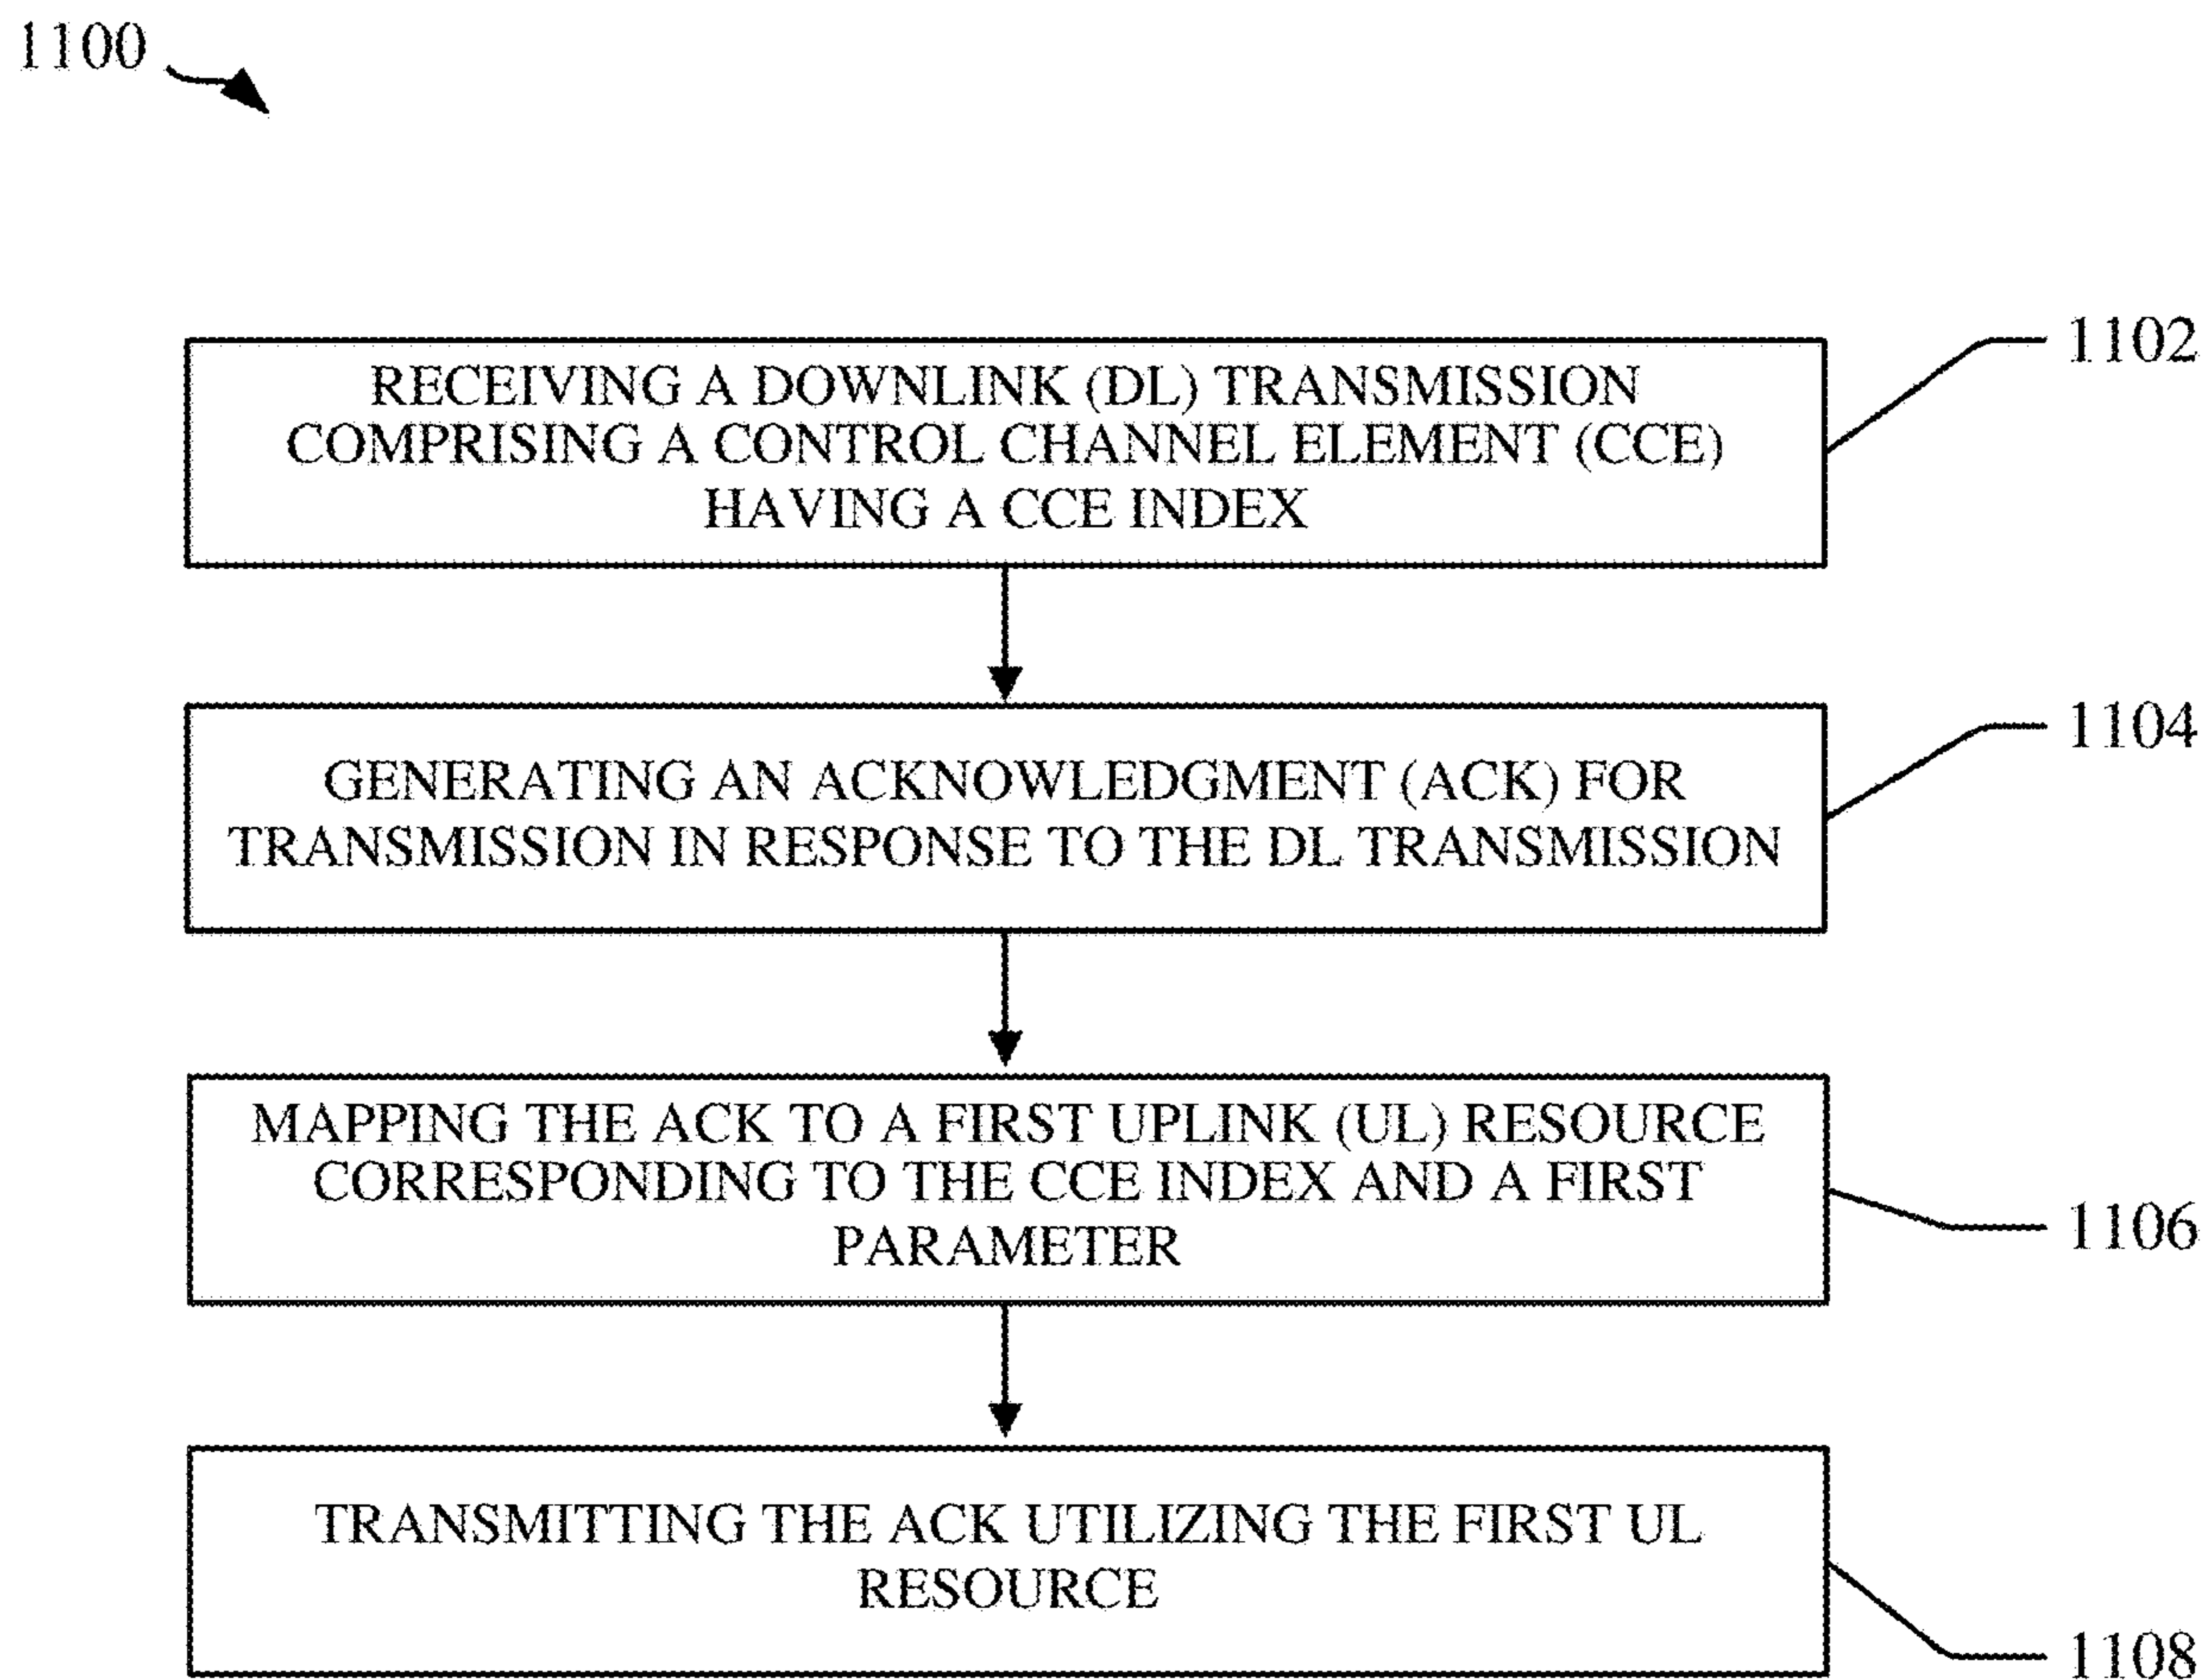 1100
RECEIVING A DOWNLINK (DL) TRANSMISSION
COMPRISING A CONTROL CHANNEL ELEMENT (CCE)
HAVING A CCE INDEX
1102
GENERATING AN ACKNOWLEDGMENT (ACK) FOR
TRANSMISSION IN RESPONSE TO THE DL TRANSMISSION
1104
MAPPING THE ACK TO A FIRST UPLINK (UL) RESOURCE
CORRESPONDING TO THE CCE INDEX AND A FIRST
PARAMETER
1106
TRANSMITTING THE ACK UTILIZING THE FIRST UL
RESOURCE
1108